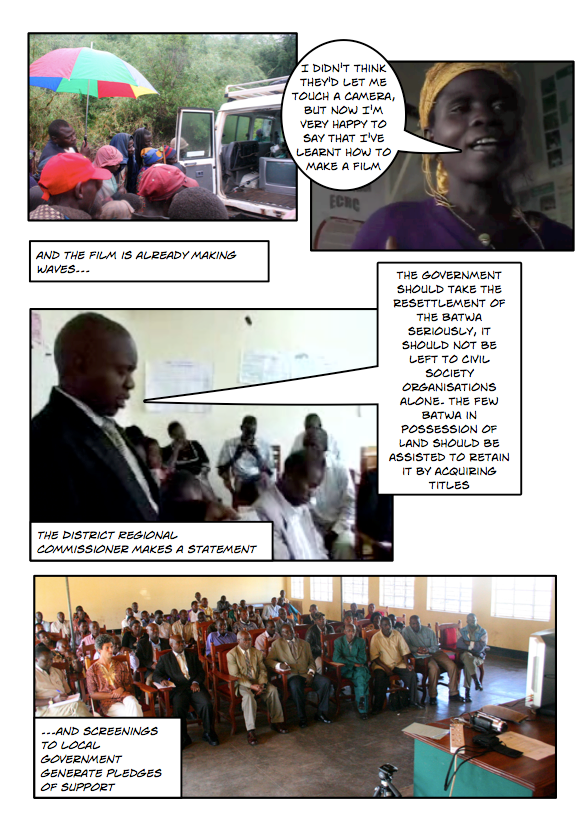 I DIDN'T THINK
THEY'D LET ME
TOUCH A CAMERA,
BUT NOW I'M
VERY HAPPY TO
SAY THAT I'VE
LEARNT HOW TO
MAKE A FILM
ECRC
AND THE FILM IS ALREADY MAKING
WAVES...
THE GOVERNMENT
SHOULD TAKE THE
RESETTLEMENT OF
THE BATWA
SERIOUSLY, IT
SHOULD NOT BE
LEFT TO CIVIL
SOCIETY
ORGANISATIONS
ALONE. THE FEW
BATWA IN
POSSESSION OF
LAND SHOULD BE
ASSISTED TO RETAIN
IT BY ACQUIRING
TITLES
THE DISTRICT REGIONAL
COMMISSIONER MAKES A STATEMENT
...AND SCREENINGS
TO LOCAL
GOVERNMENT
GENERATE PLEDGES
OF SUPPORT